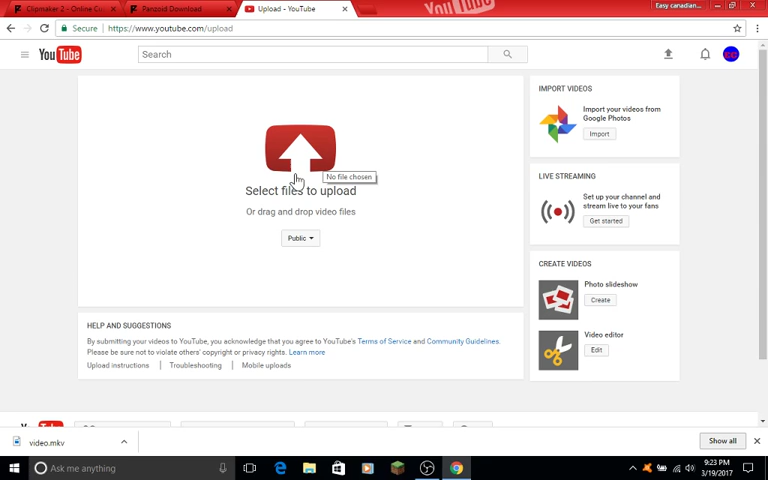 Clipmaker 2 - Online Cu...
Panzoid Download
Upload - YouTube
Easy canadian...
Secure
https://www.youtube.com/upload
YouTube
Search
No file chosen
Select files to upload
Or drag and drop video files
Public
IMPORT VIDEOS
Import your videos from
Google Photos
Import
LIVE STREAMING
Set up your channel and
stream live to your fans
Get started
CREATE VIDEOS
Photo slideshow
Create
Video editor
Edit
HELP AND SUGGESTIONS
By submitting your videos to YouTube, you acknowledge that you agree to YouTube's Terms of Service and Community Guidelines.
Please be sure not to violate others' copyright or privacy rights. Learn more
Upload instructions
Troubleshooting
Mobile uploads
video.mkv
Show all
Ask me anything
9:23 PM
3/19/2017